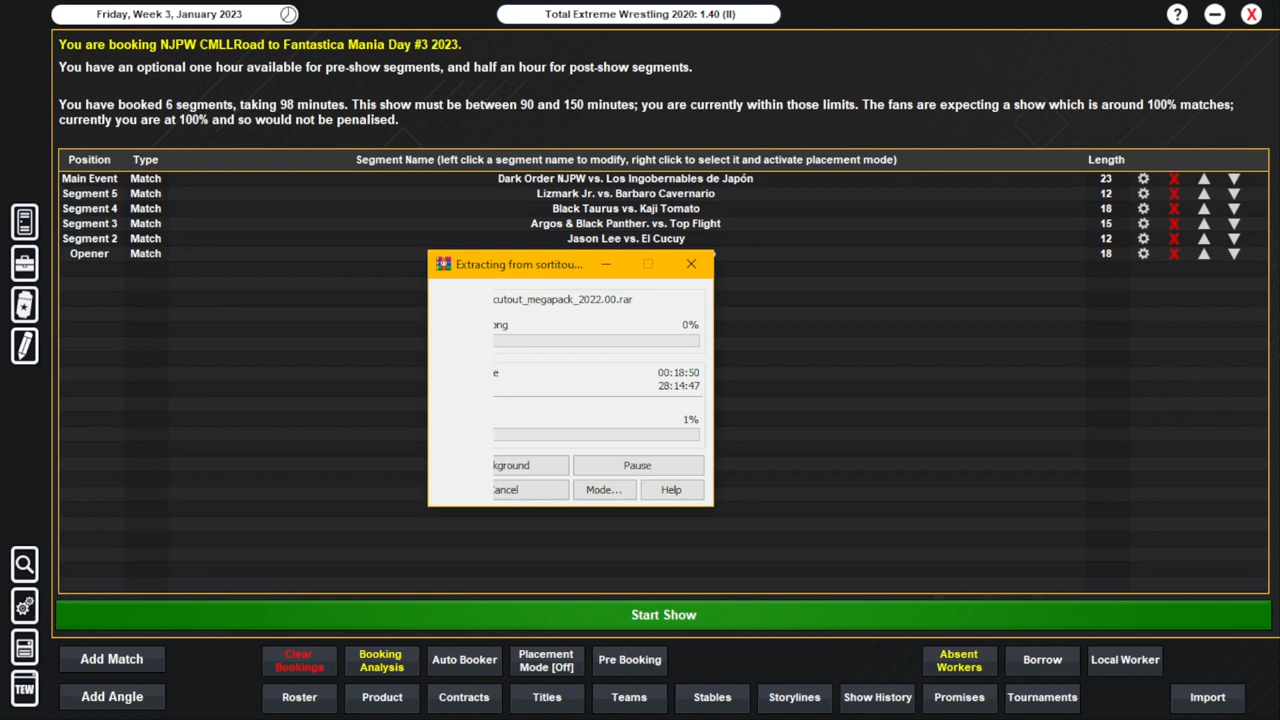 Friday, Week 3, January 2023
Total Extreme Wrestling 2020: 1.40 (II)
? X
You are booking NJPW CMLLRoad to Fantastica Mania Day #3 2023.
You have an optional one hour available for pre-show segments, and half an hour for post-show segments.
You have booked 6 segments, taking 98 minutes. This show must be between 90 and 150 minutes; you are currently within those limits. The fans are expecting a show which is around 100% matches;
currently you are at 100% and so would not be penalised.
Position Type Segment Name (left click a segment name to modify, right click to select it and activate placement mode) Length
Main Event Match Dark Order NJPW vs. Los Ingobernables de Japón 23 X
Segment 5 Match Lizmark Jr. vs. Barbaro Cavernario 12 X
Segment 4 Match Black Taurus vs. Kaji Tomato 18 X
Segment 3 Match Argos & Black Panther. vs. Top Flight 15 X
Segment 2 Match Jason Lee vs. El Cucuy 12 X
Opener Match 18 X
Extracting from sortitou...
cutout_megapack_2022.00.rar
png 0%
e 00:18:50
28:14:47
1%
kground Pause
Cancel Mode... Help
Start Show
Add Match
Clear Bookings
Booking Analysis
Auto Booker
Placement Mode [Off]
Pre Booking
Absent Workers
Borrow
Local Worker
TEW
Add Angle
Roster
Product
Contracts
Titles
Teams
Stables
Storylines
Show History
Promises
Tournaments
Import